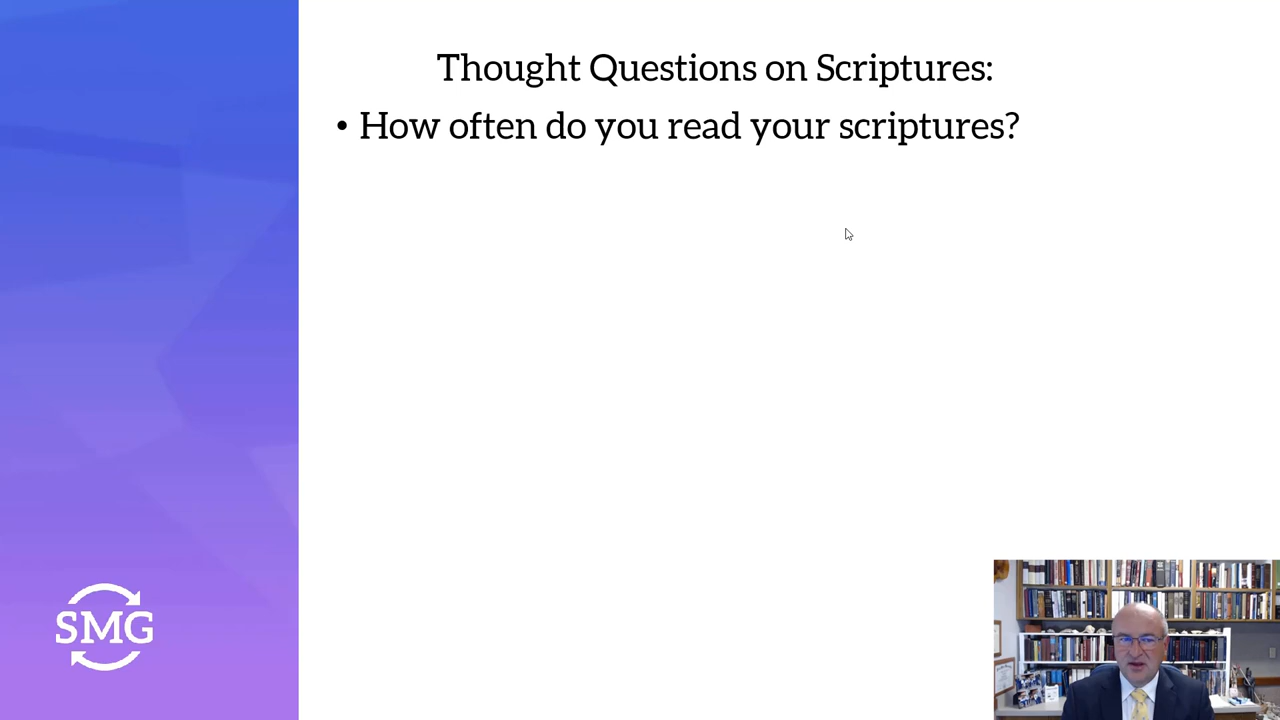 Thought Questions on Scriptures:
• How often do you read your scriptures?
SMG